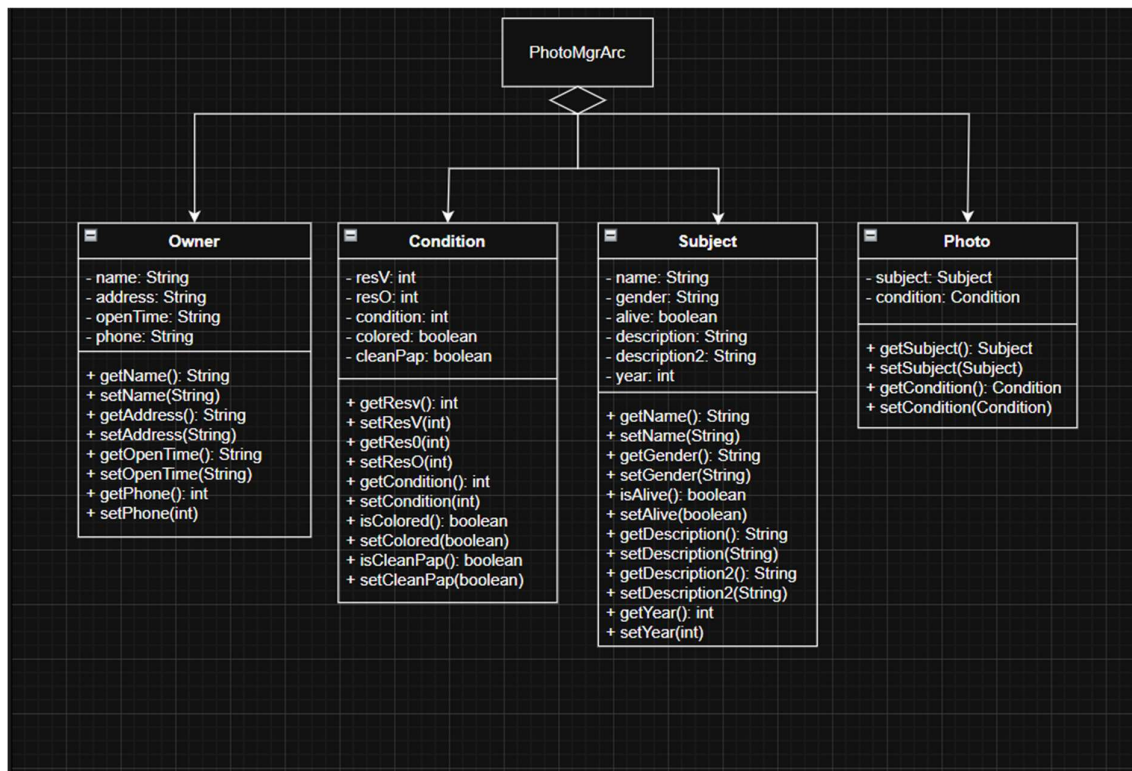 PhotoMgrArc
Owner
- name: String
- address: String
- openTime: String
- phone: String
+ getName(): String
+ setName(String)
+ getAddress(): String
+ setAddress(String)
+ getOpenTime(): String
+ setOpenTime(String)
+ getPhone(): int
+ setPhone(int)
Condition
- resV: int
- resO: int
- condition: int
- colored: boolean
- cleanPap: boolean
+ getResv(): int
+ setResV(int)
+ getRes0(int)
+ setResO(int)
+ getCondition(): int
+ setCondition(int)
+ isColored(): boolean
+ setColored(boolean)
+ isCleanPap(): boolean
+ setCleanPap(boolean)
Subject
- name: String
- gender: String
- alive: boolean
- description: String
- description2: String
- year: int
+ getName(): String
+ setName(String)
+ getGender(): String
+ setGender(String)
+ isAlive(): boolean
+ setAlive(boolean)
+ getDescription(): String
+ setDescription(String)
+ getDescription2(): String
+ setDescription2(String)
+ getYear(): int
+ setYear(int)
Photo
- subject: Subject
- condition: Condition
+ getSubject(): Subject
+ setSubject(Subject)
+ getCondition(): Condition
+ setCondition(Condition)